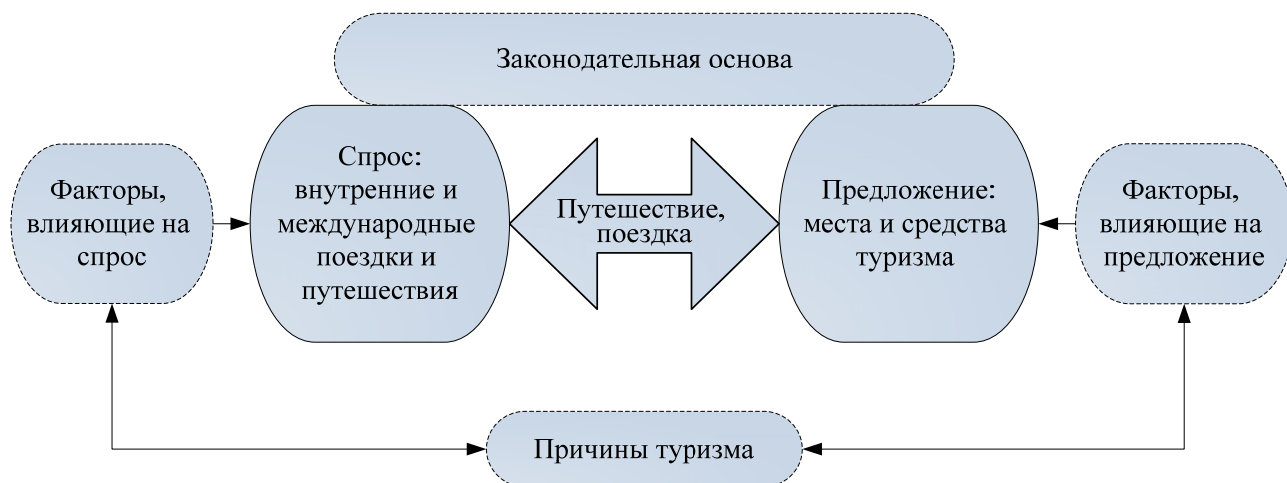 Законодательная основа
Факторы,
влияющие на
спрос
Спрос:
внутренние и
международные
поездки и
путешествия
Путешествие,
поездка
Предложение:
места и средства
туризма
Факторы,
влияющие на
предложение
Причины туризма